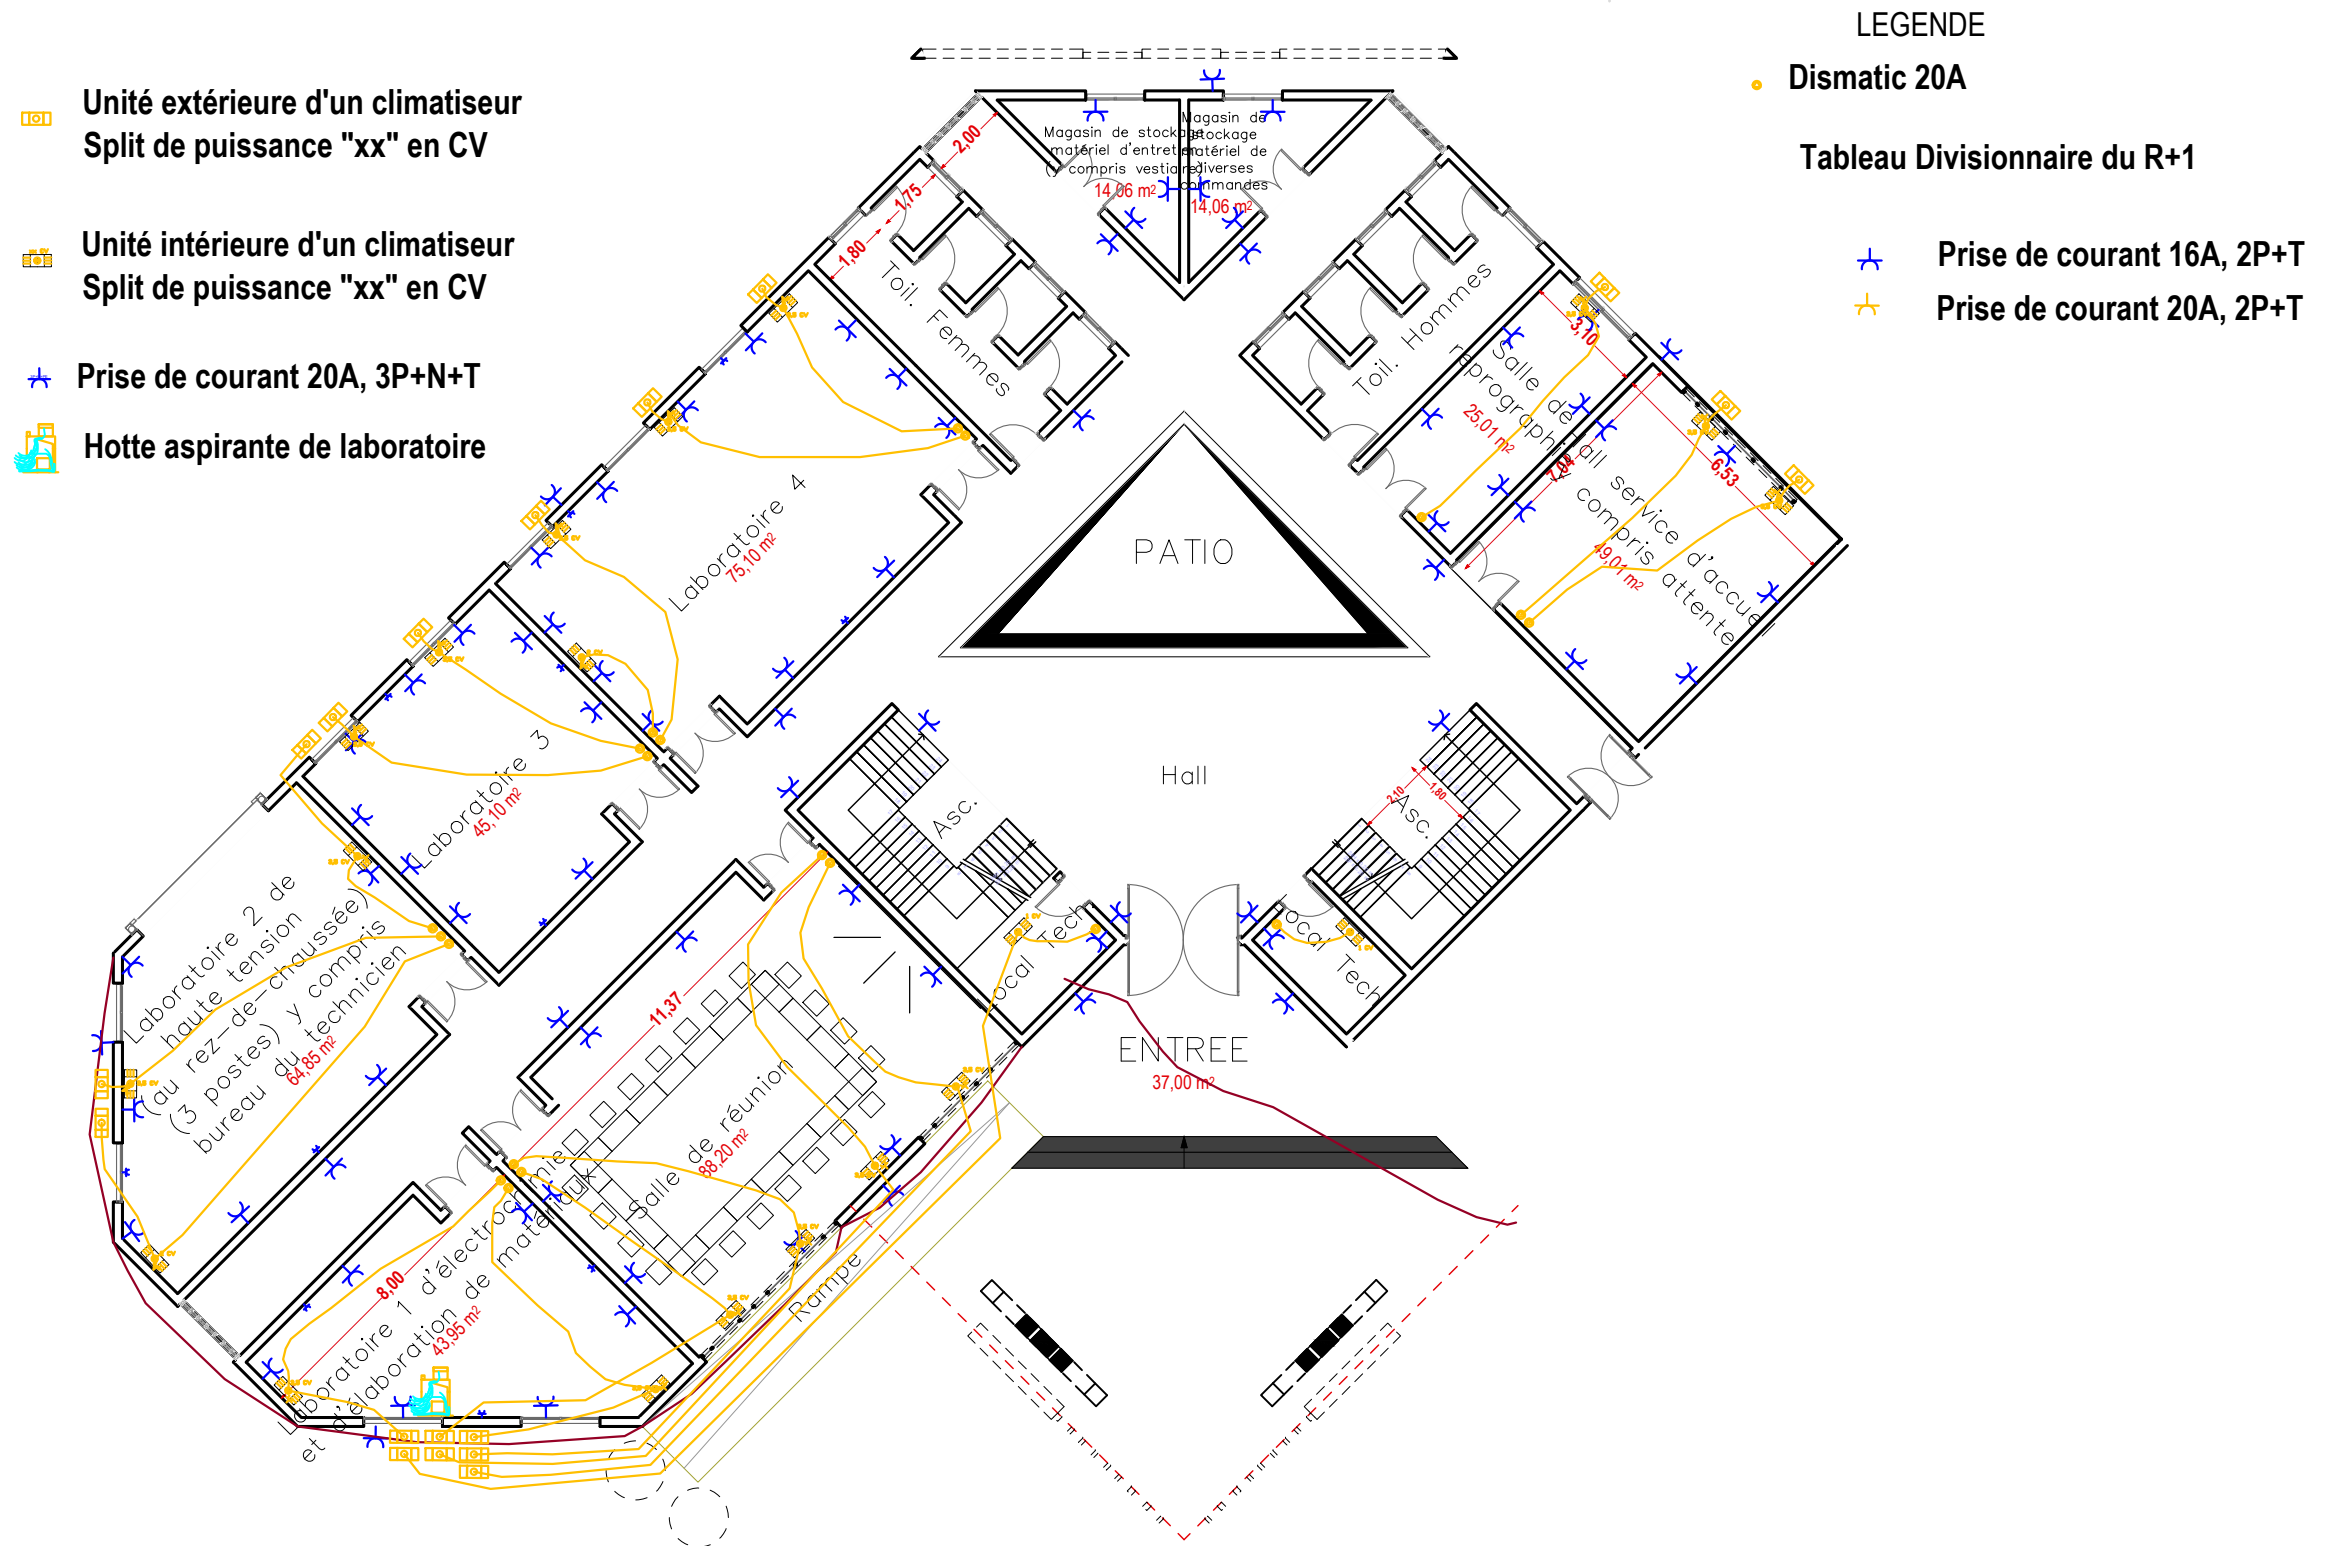 LEGENDE
Dismatic 20A
Tableau Divisionnaire du R+1
Prise de courant 16A, 2P+T
Prise de courant 20A, 2P+T
Unité extérieure d'un climatiseur
Split de puissance "xx" en CV
Unité intérieure d'un climatiseur
Split de puissance "xx" en CV
Prise de courant 20A, 3P+N+T
Hotte aspirante de laboratoire
Magasin de stockage
matériel d'entretien
(y compris vestiaire)
14,06 m²
Magasin de
stockage
matériel de
diverses
commandes
14,06 m²
2,00
1,75
1,80
Toil. Femmes
Toil. Hommes
3,10
Salle de
reprographie
25,01 m²
7,04
6,53
Hall service d'accueil
y compris attente
49,01 m²
Laboratoire 4
75,10 m²
PATIO
Laboratoire 3
45,10 m²
Hall
Asc.
Asc.
2,10
1,80
Local Tech
Local Tech
Laboratoire 2 de
haute tension
(au rez-de-chaussée)
(3 postes) y compris
bureau du technicien
64,85 m²
11,37
Salle de réunion
88,20 m²
ENTREE
37,00 m²
8,00
Laboratoire 1 d'électrochimie
et d'élaboration de matériaux
43,95 m²
Rampe